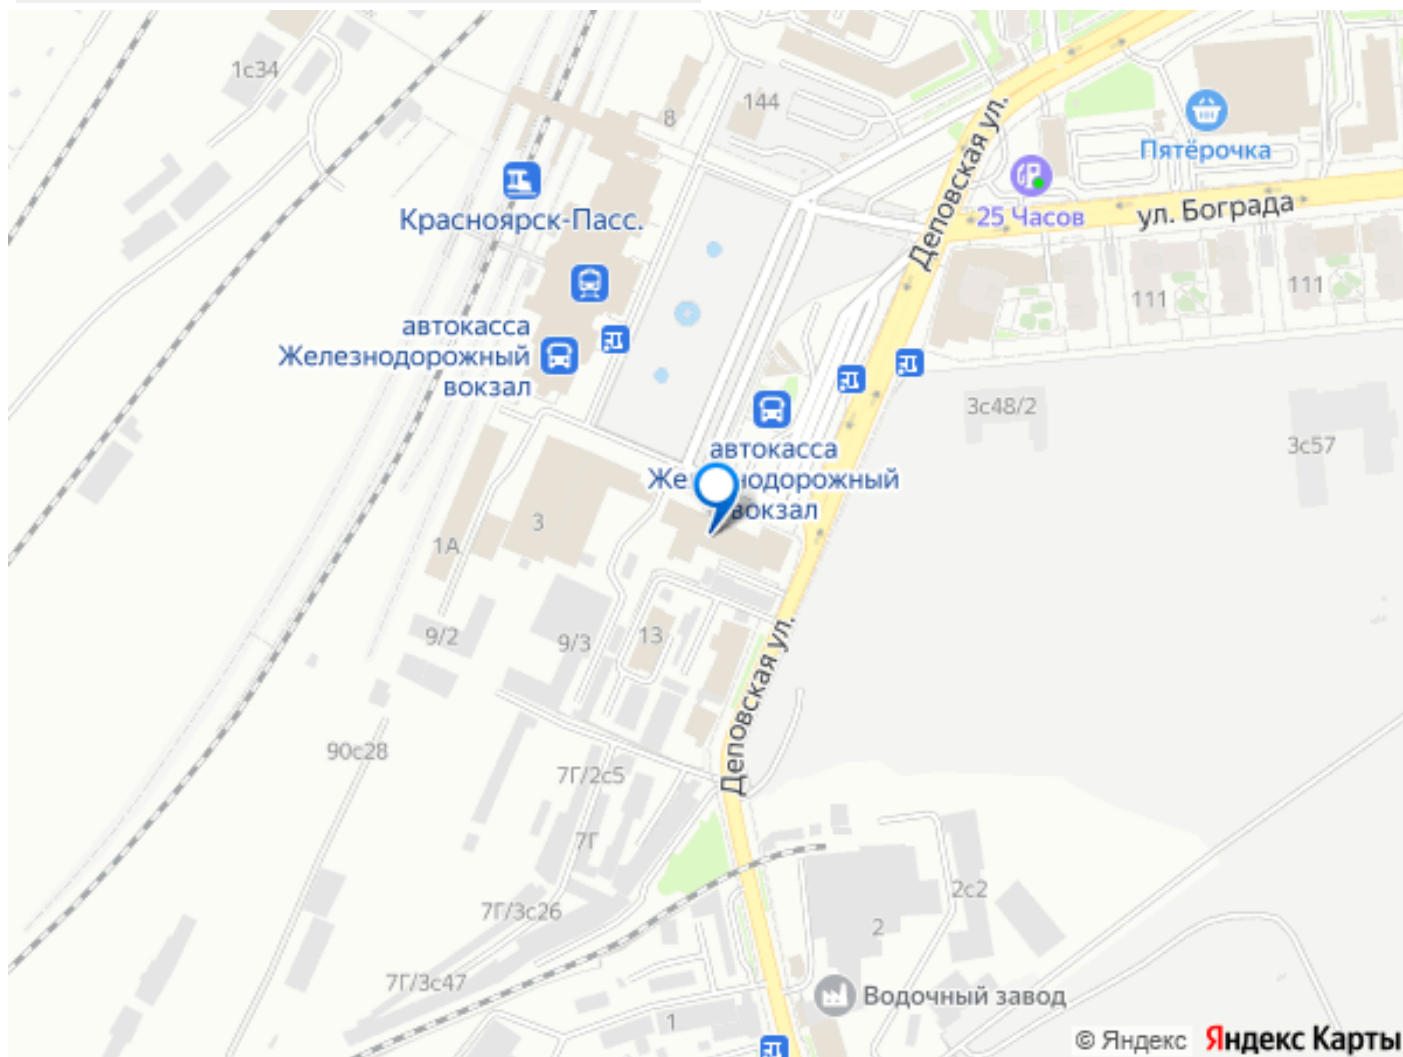 1с34
8
144
Пятёрочка
Красноярск-Пасс.
25 Часов
ул. Бограда
Деповская ул.
111
111
автокасса
Железнодорожный
вокзал
3с48/2
3с57
автокасса
Же нодорожный
вокзал
3
1А
9/2
9/3
13
Деповская ул.
90с28
7Г/2с5
7Г
7Г/3с26
2с2
2
7Г/3с47
Водочный завод
1
© Яндекс Яндекс Карты